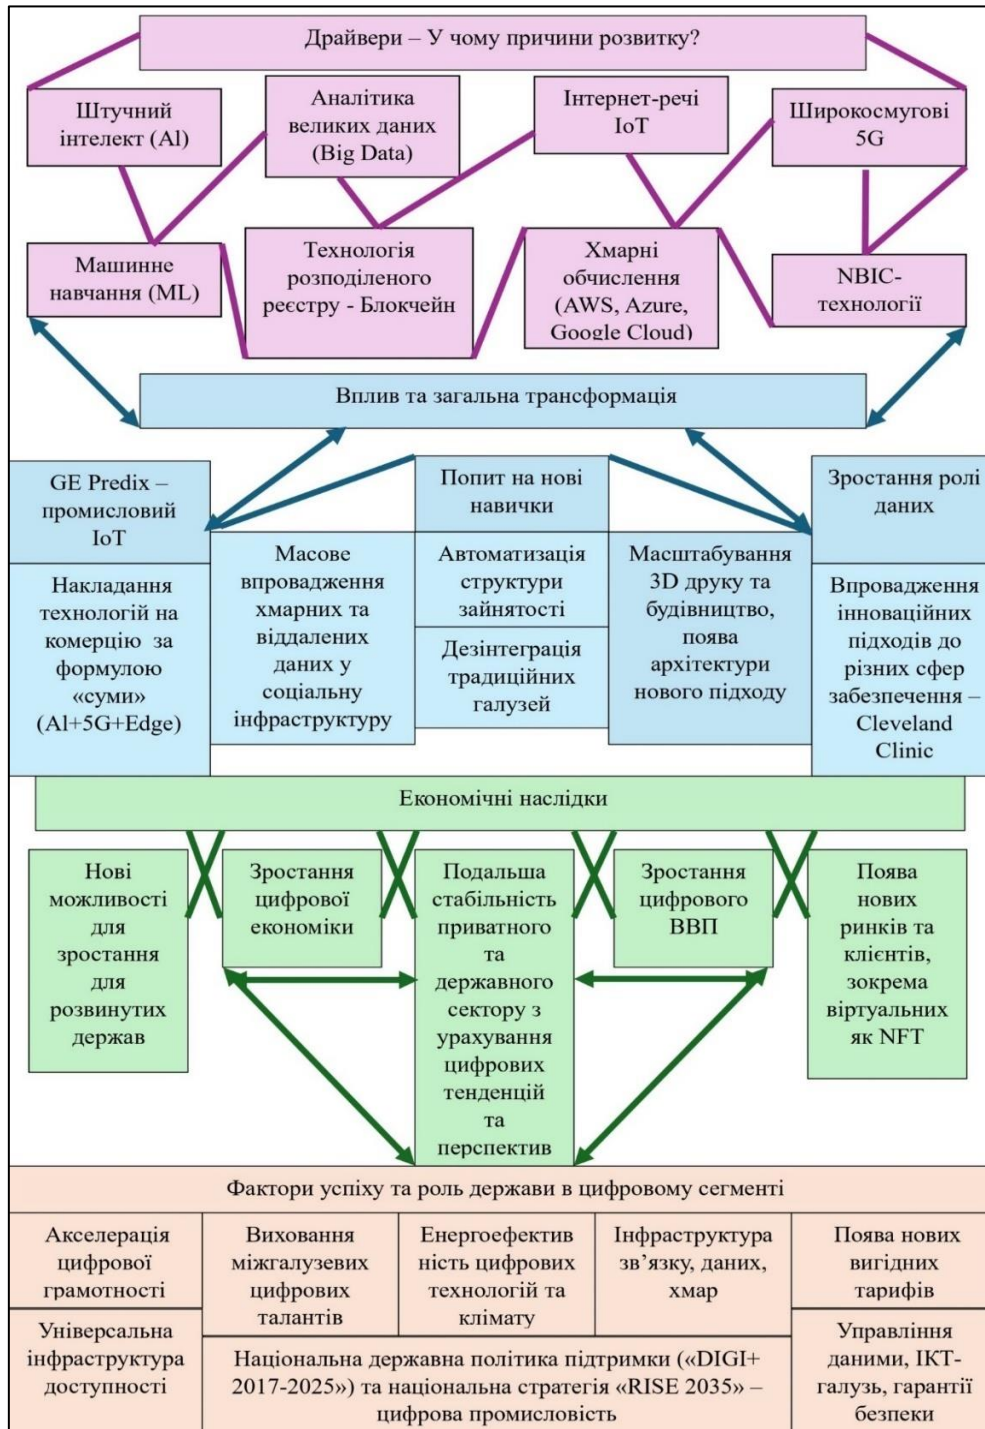 Драйвери – У чому причини розвитку?
Штучний
інтелект (AI)
Аналітика
великих даних
(Big Data)
Інтернет-речі
IoT
Широкосмугові
5G
Машинне
навчання (ML)
Технологія
розподіленого
реєстру - Блокчейн
Хмарні
обчислення
(AWS, Azure,
Google Cloud)
NBIC-
технології
Вплив та загальна трансформація
GE Predix –
промисловий
IoT
Попит на нові
навички
Зростання ролі
даних
Накладання
технологій на
комерцію за
формулою
«суми»
(AI+5G+Edge)
Масове
впровадження
хмарних та
віддалених
даних у
соціальну
інфраструктуру
Автоматизація
структури
зайнятості
Дезінтеграція
традиційних
галузей
Масштабування
3D друку та
будівництво,
поява
архітектури
нового підходу
Впровадження
інноваційних
підходів до
різних сфер
забезпечення –
Cleveland
Clinic
Економічні наслідки
Нові
можливості
для
зростання
для
розвинутих
держав
Зростання
цифрової
економіки
Подальша
стабільність
приватного
та
державного
сектору з
урахування
цифрових
тенденцій
та
перспектив
Зростання
цифрового
ВВП
Поява
нових
ринків та
клієнтів,
зокрема
віртуальних
як NFT
Фактори успіху та роль держави в цифровому сегменті
Акселерація
цифрової
грамотності
Виховання
міжгалузевих
цифрових
талантів
Енергоефектив
ність цифрових
технологій та
клімату
Інфраструктура
зв’язку, даних,
хмар
Поява нових
вигідних
тарифів
Універсальна
інфраструктура
доступності
Національна державна політика підтримки («DIGI+
2017-2025») та національна стратегія «RISE 2035» –
цифрова промисловість
Управління
даними, ІКТ-
галузь, гарантії
безпеки